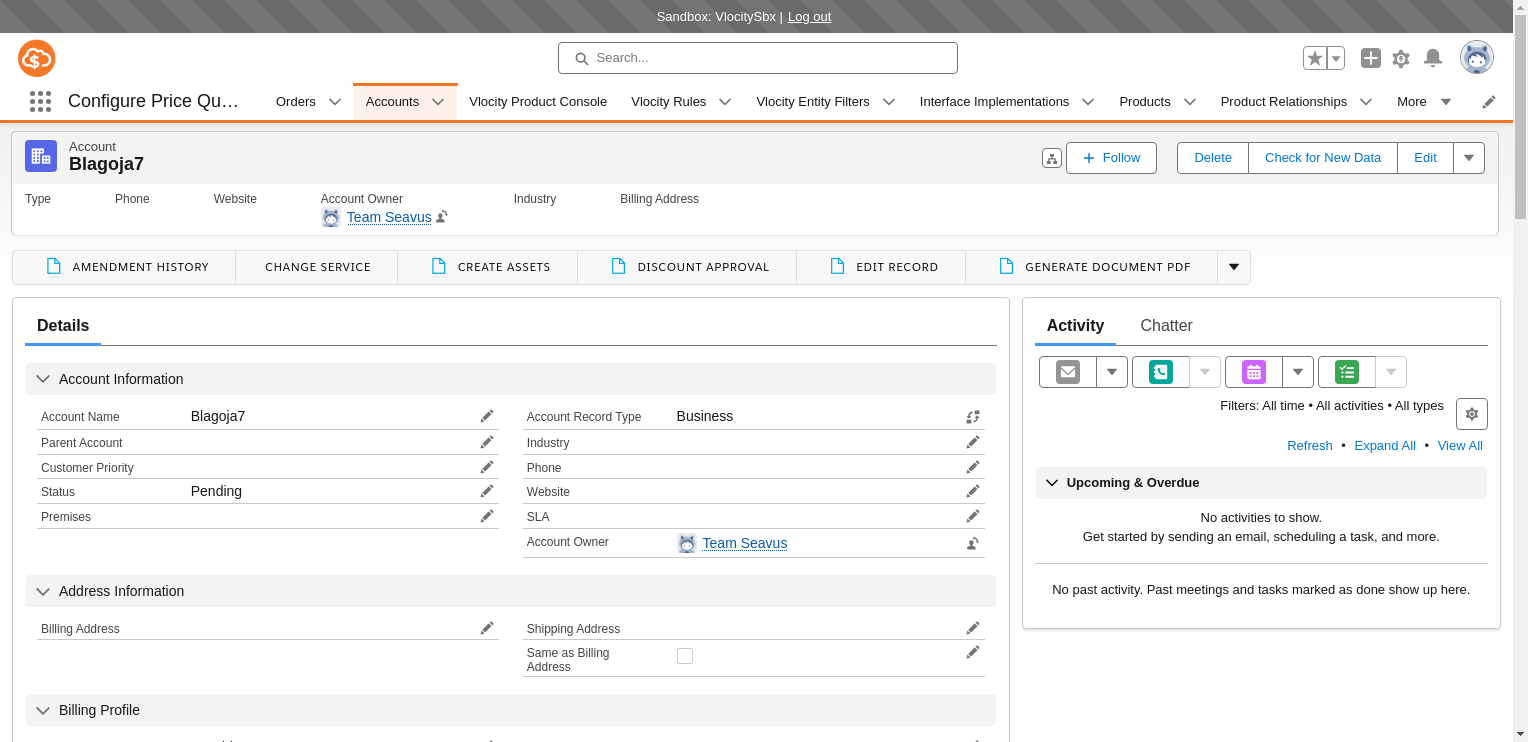 Sandbox: VlocitySbx | Log out
Search...
Configure Price Qu...
Orders
Accounts
Vlocity Product Console
Vlocity Rules
Vlocity Entity Filters
Interface Implementations
Products
Product Relationships
More
Account
Blagoja7
Follow
Delete
Check for New Data
Edit
Type
Phone
Website
Account Owner
Industry
Billing Address
Team Seavus
AMENDMENT HISTORY
CHANGE SERVICE
CREATE ASSETS
DISCOUNT APPROVAL
EDIT RECORD
GENERATE DOCUMENT PDF
Details
Account Information
Account Name
Blagoja7
Account Record Type
Business
Parent Account
Industry
Customer Priority
Phone
Status
Pending
Website
Premises
SLA
Account Owner
Team Seavus
Address Information
Billing Address
Shipping Address
Same as Billing
Address
Billing Profile
Activity
Chatter
Filters: All time • All activities • All types
Refresh • Expand All • View All
Upcoming & Overdue
No activities to show.
Get started by sending an email, scheduling a task, and more.
No past activity. Past meetings and tasks marked as done show up here.